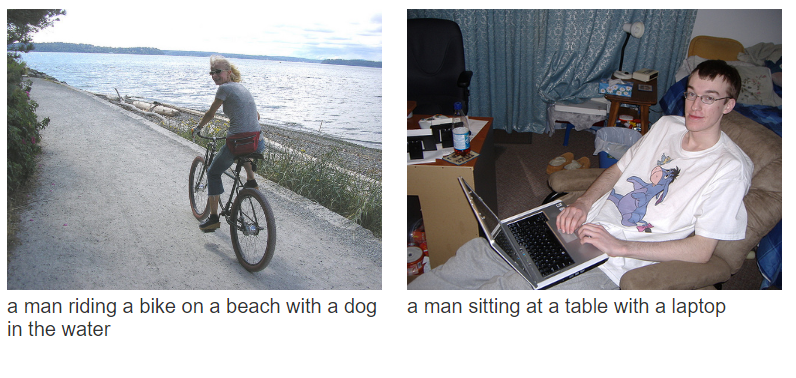 a man riding a bike on a beach with a dog
in the water
a man sitting at a table with a laptop